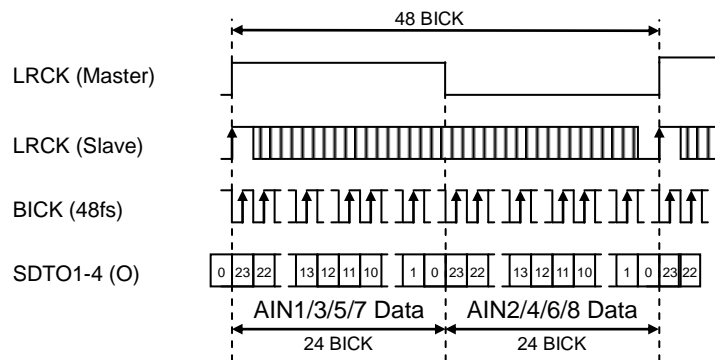 48 BICK
LRCK (Master)
LRCK (Slave)
BICK (48fs)
SDTO1-4 (O) 0 23 22 13 12 11 10 1 0 23 22 13 12 11 10 1 0 23 22
AIN1/3/5/7 Data AIN2/4/6/8 Data
24 BICK 24 BICK